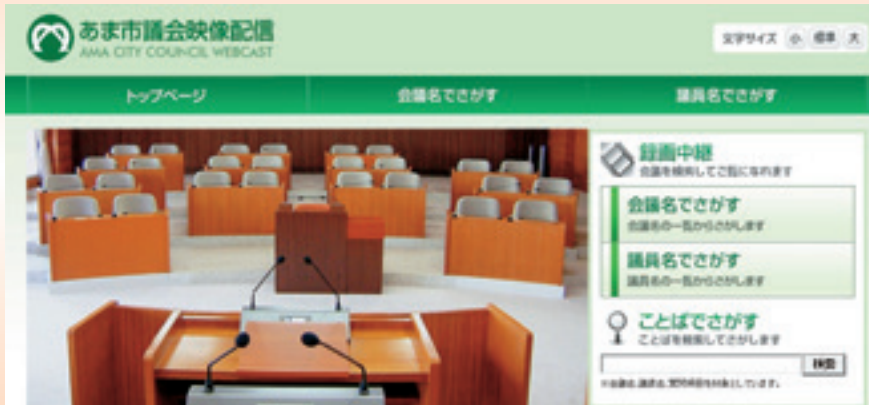 あま市議会映像配信
AMA CITY COUNCIL WEBCAST
文字サイズ 小 標準 大
トップページ 会議名でさがす 議員名でさがす
録画中継
会議を検索してご覧になれます
会議名でさがす
会議名の一覧からさがします
議員名でさがす
議員名の一覧からさがします
ことばでさがす
ことばを検索してさがします
検索